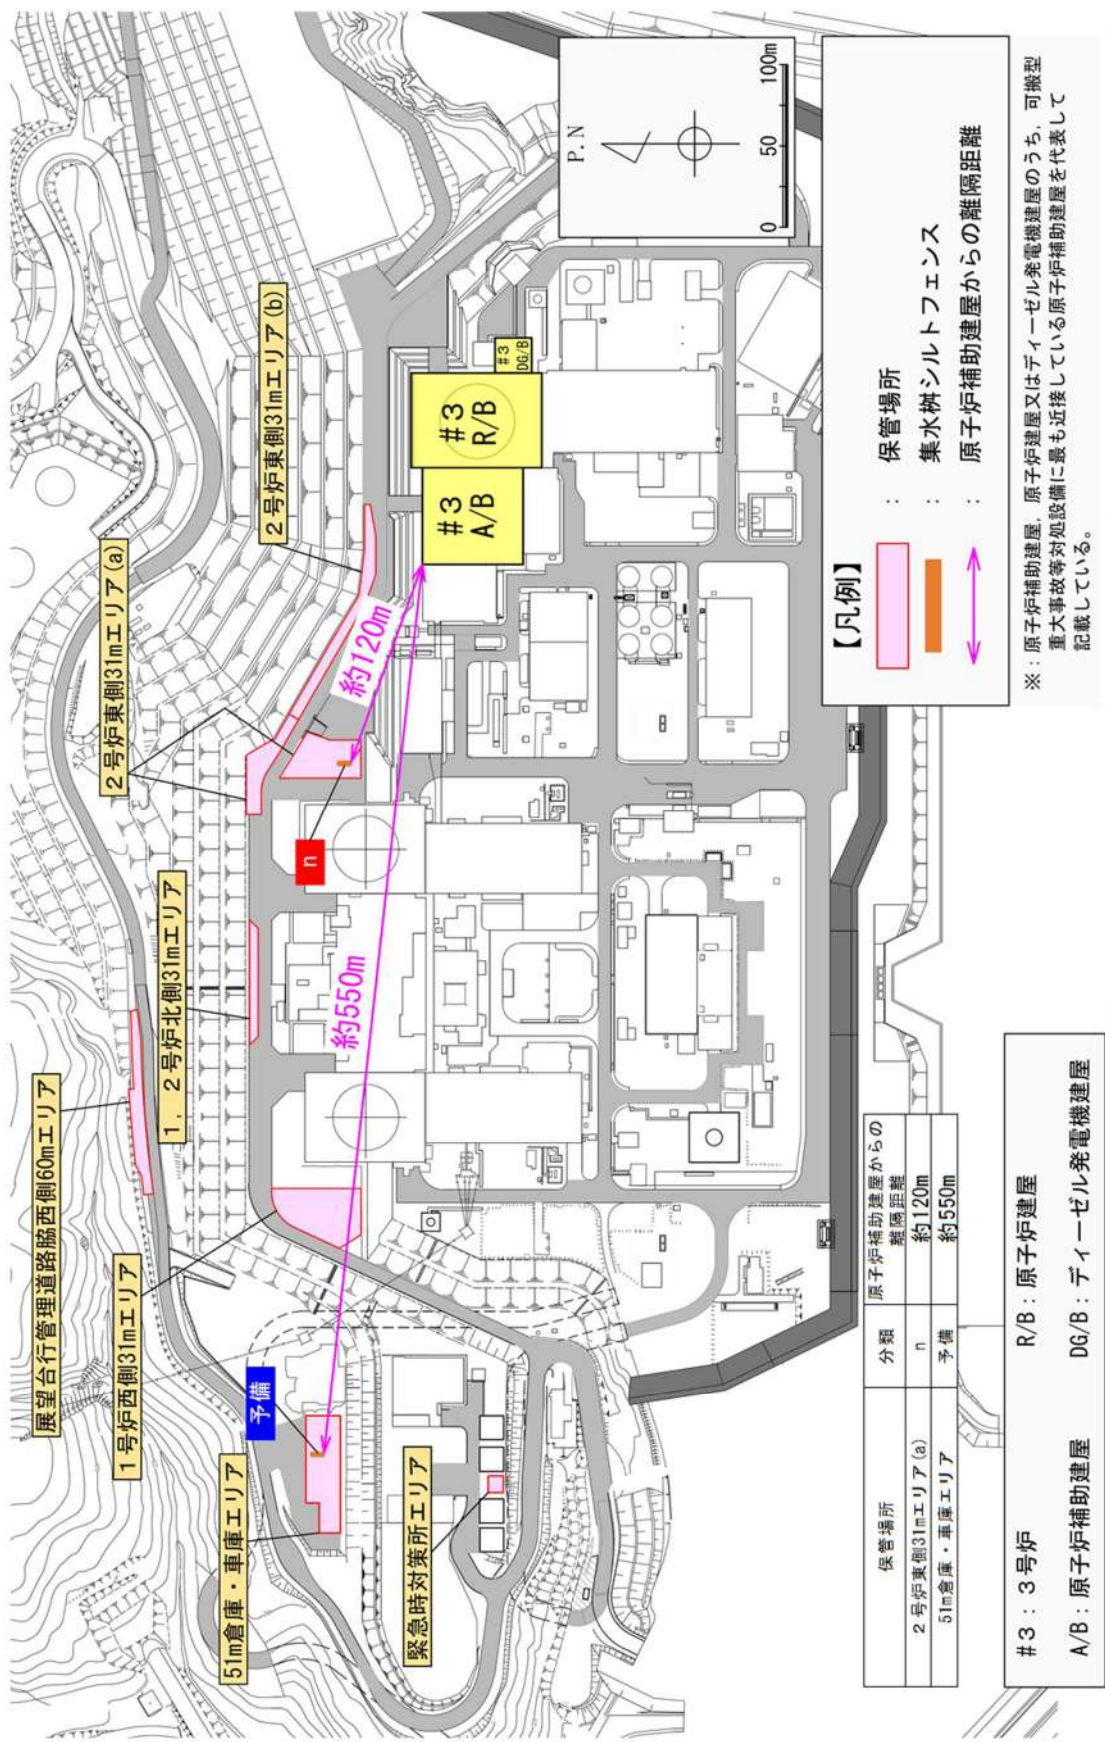 展望台行管理道路脇西側60mエリア
1号炉西側31mエリア
51m倉庫・車庫エリア
予備
緊急時対策所エリア
1,2号炉北側31mエリア
2号炉東側31mエリア(a)
2号炉東側31mエリア(b)
n
約550m
約120m
#3
A/B
#3
R/B
#3
DG/B
P.N
0 50 100m
【凡例】
: 保管場所
: 集水桝シルトフェンス
: 原子炉補助建屋からの離隔距離
※:原子炉補助建屋,原子炉建屋又はディーゼル発電機建屋のうち,可搬型
重大事故等対処設備に最も近接している原子炉補助建屋を代表して
記載している。
保管場所 分類 原子炉補助建屋からの
離隔距離
2号炉東側31mエリア(a) n 約120m
51m倉庫・車庫エリア 予備 約550m
#3:3号炉 R/B:原子炉建屋
A/B:原子炉補助建屋 DG/B:ディーゼル発電機建屋